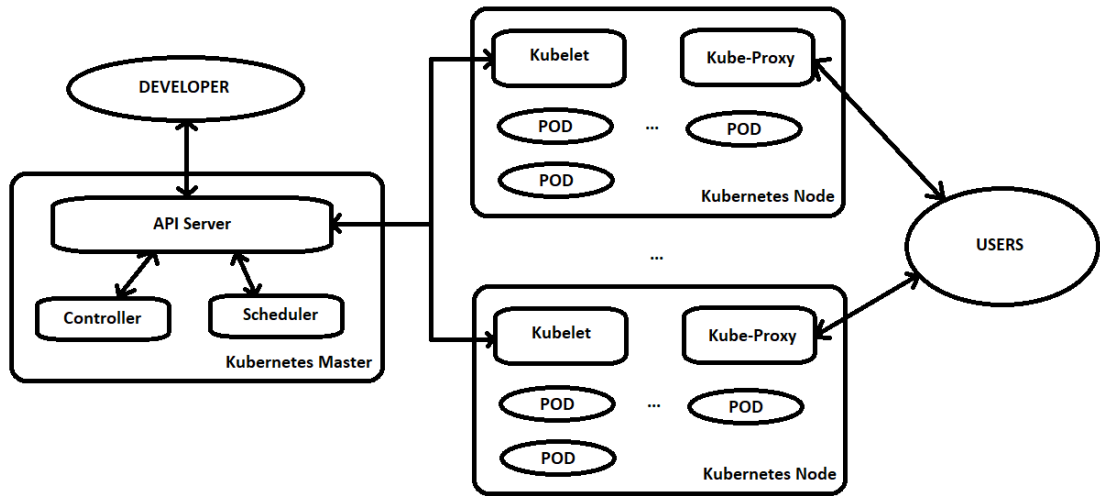 DEVELOPER
API Server
Controller
Scheduler
Kubernetes Master
Kubelet
Kube-Proxy
POD
...
POD
POD
Kubernetes Node
...
Kubelet
Kube-Proxy
POD
...
POD
POD
Kubernetes Node
USERS